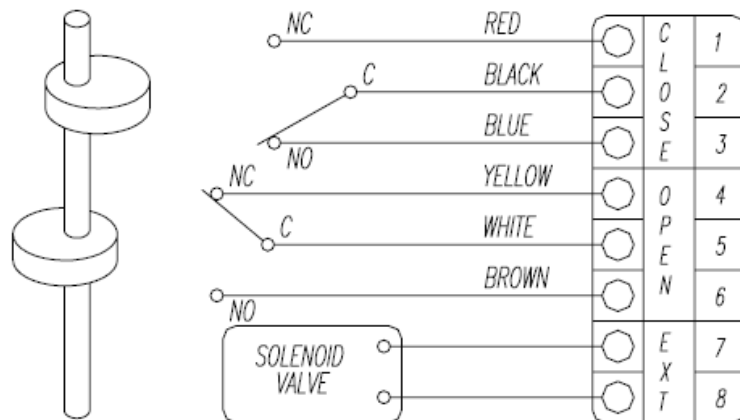 NC RED 1
C BLACK 2
NO BLUE 3
NC YELLOW 4
C WHITE 5
NO BROWN 6
SOLENOID
VALVE
7
8
CLOSE
OPEN
EXT